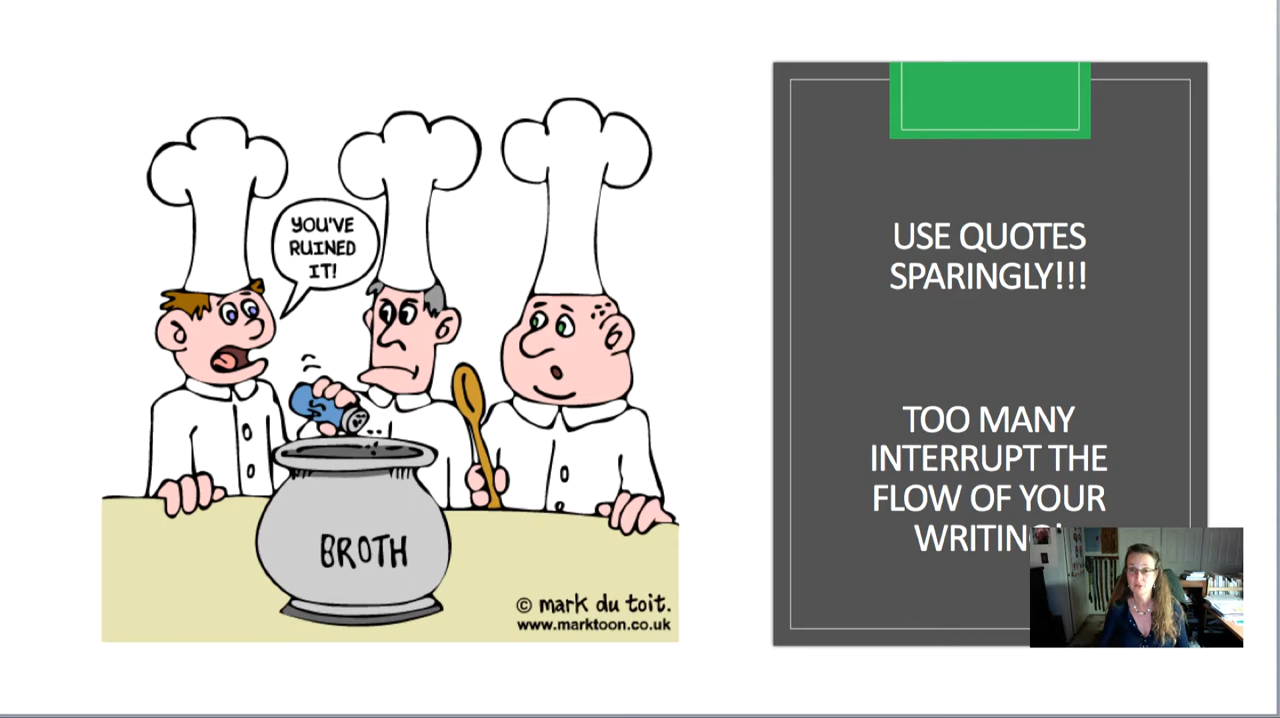 YOU'VE
RUINED
IT!
BROTH
© mark du toit.
www.marktoon.co.uk
USE QUOTES
SPARINGLY!!!
TOO MANY
INTERRUPT THE
FLOW OF YOUR